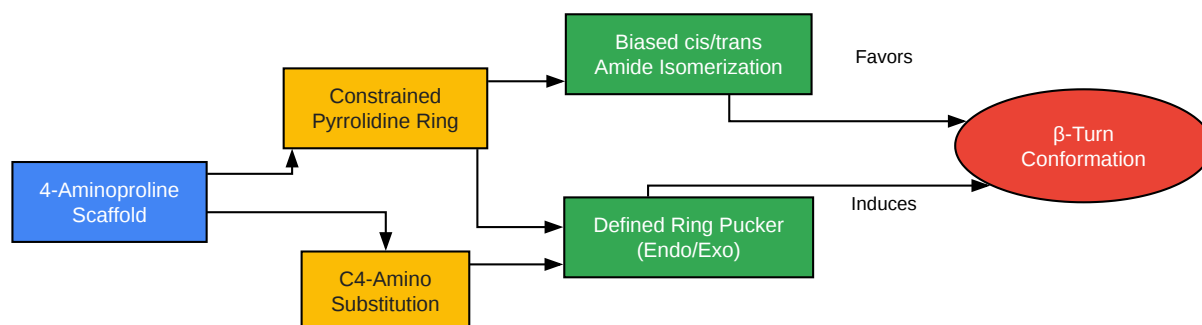 4-Aminoproline
Scaffold
Constrained
Pyrrolidine Ring
C4-Amino
Substitution
Biased cis/trans
Amide Isomerization
Defined Ring Pucker
(Endo/Exo)
Favors
Induces
β-Turn
Conformation